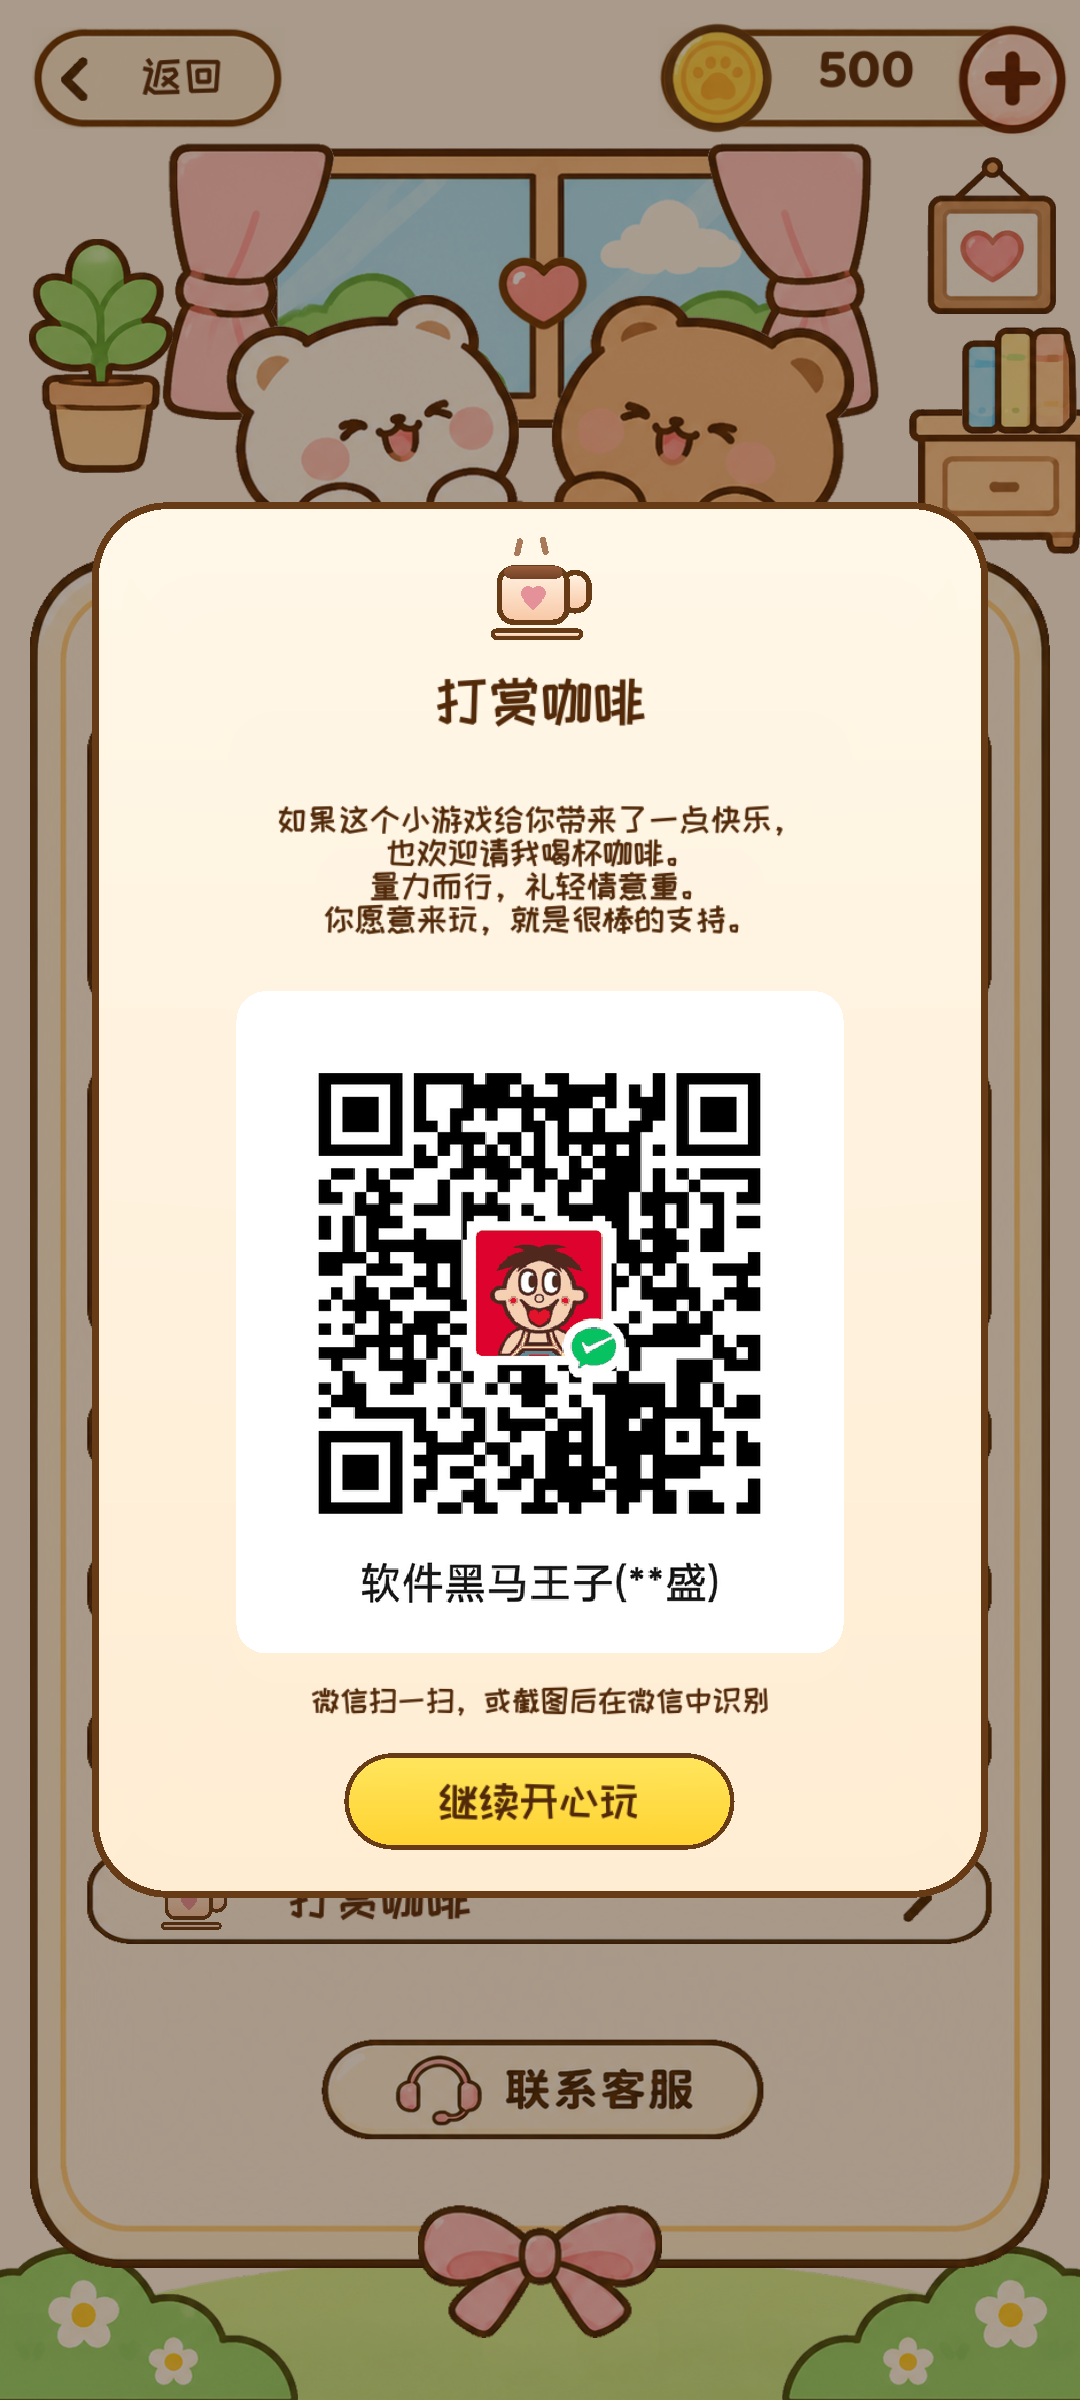 返回
500
打赏咖啡
如果这个小游戏给你带来了一点快乐，
也欢迎请我喝杯咖啡。
量力而行，礼轻情意重。
你愿意来玩，就是很棒的支持。
软件黑马王子(**盛)
微信扫一扫，或截图后在微信中识别
继续开心玩
打赏咖啡
联系客服